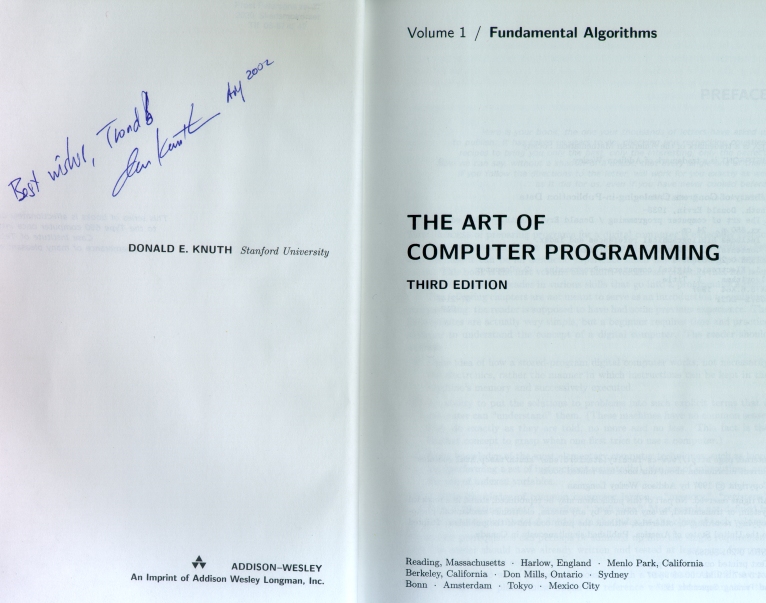 Best wishes, Trond
Don Knuth
2002
DONALD E. KNUTH Stanford University
ADDISON–WESLEY
An Imprint of Addison Wesley Longman, Inc.
Volume 1 / Fundamental Algorithms
THE ART OF
COMPUTER PROGRAMMING
THIRD EDITION
Reading, Massachusetts · Harlow, England · Menlo Park, California
Berkeley, California · Don Mills, Ontario · Sydney
Bonn · Amsterdam · Tokyo · Mexico City